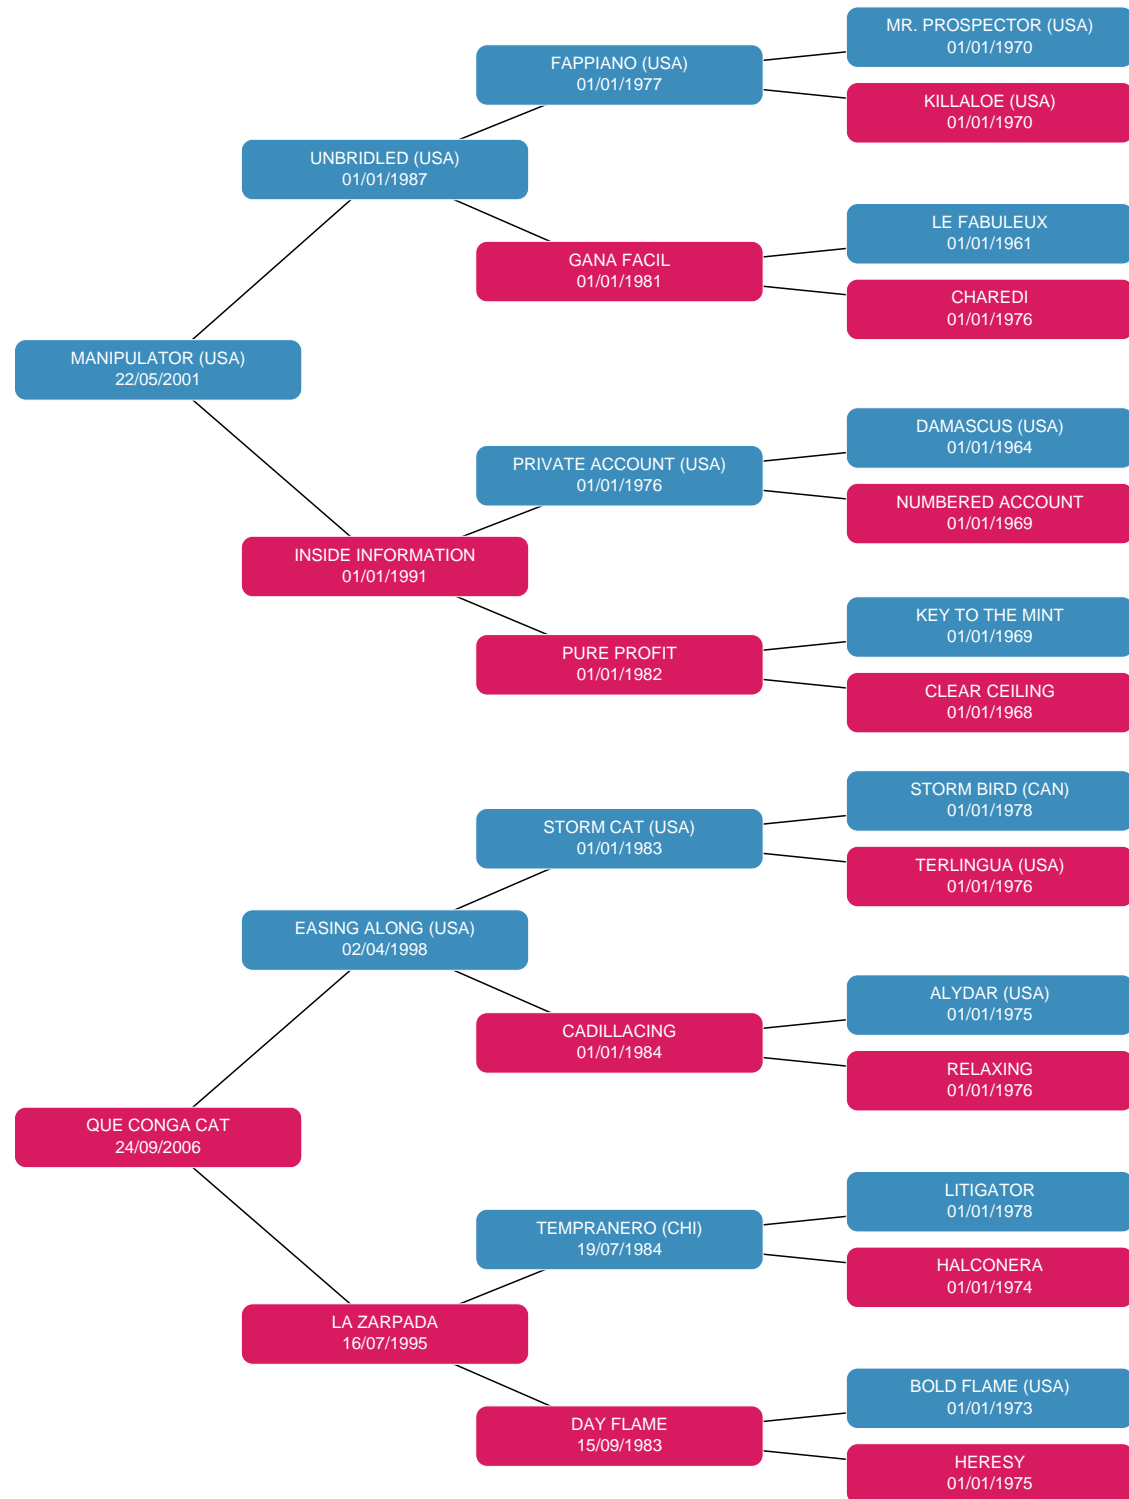 MR. PROSPECTOR (USA)
01/01/1970
FAPPIANO (USA)
01/01/1977
KILLALOE (USA)
01/01/1970
UNBRIDLED (USA)
01/01/1987
LE FABULEUX
01/01/1961
GANA FACIL
01/01/1981
CHAREDI
01/01/1976
MANIPULATOR (USA)
22/05/2001
DAMASCUS (USA)
01/01/1964
PRIVATE ACCOUNT (USA)
01/01/1976
NUMBERED ACCOUNT
01/01/1969
INSIDE INFORMATION
01/01/1991
KEY TO THE MINT
01/01/1969
PURE PROFIT
01/01/1982
CLEAR CEILING
01/01/1968
STORM BIRD (CAN)
01/01/1978
STORM CAT (USA)
01/01/1983
TERLINGUA (USA)
01/01/1976
EASING ALONG (USA)
02/04/1998
ALYDAR (USA)
01/01/1975
CADILLACING
01/01/1984
RELAXING
01/01/1976
QUE CONGA CAT
24/09/2006
LITIGATOR
01/01/1978
TEMPRANERO (CHI)
19/07/1984
HALCONERA
01/01/1974
LA ZARPADA
16/07/1995
BOLD FLAME (USA)
01/01/1973
DAY FLAME
15/09/1983
HERESY
01/01/1975